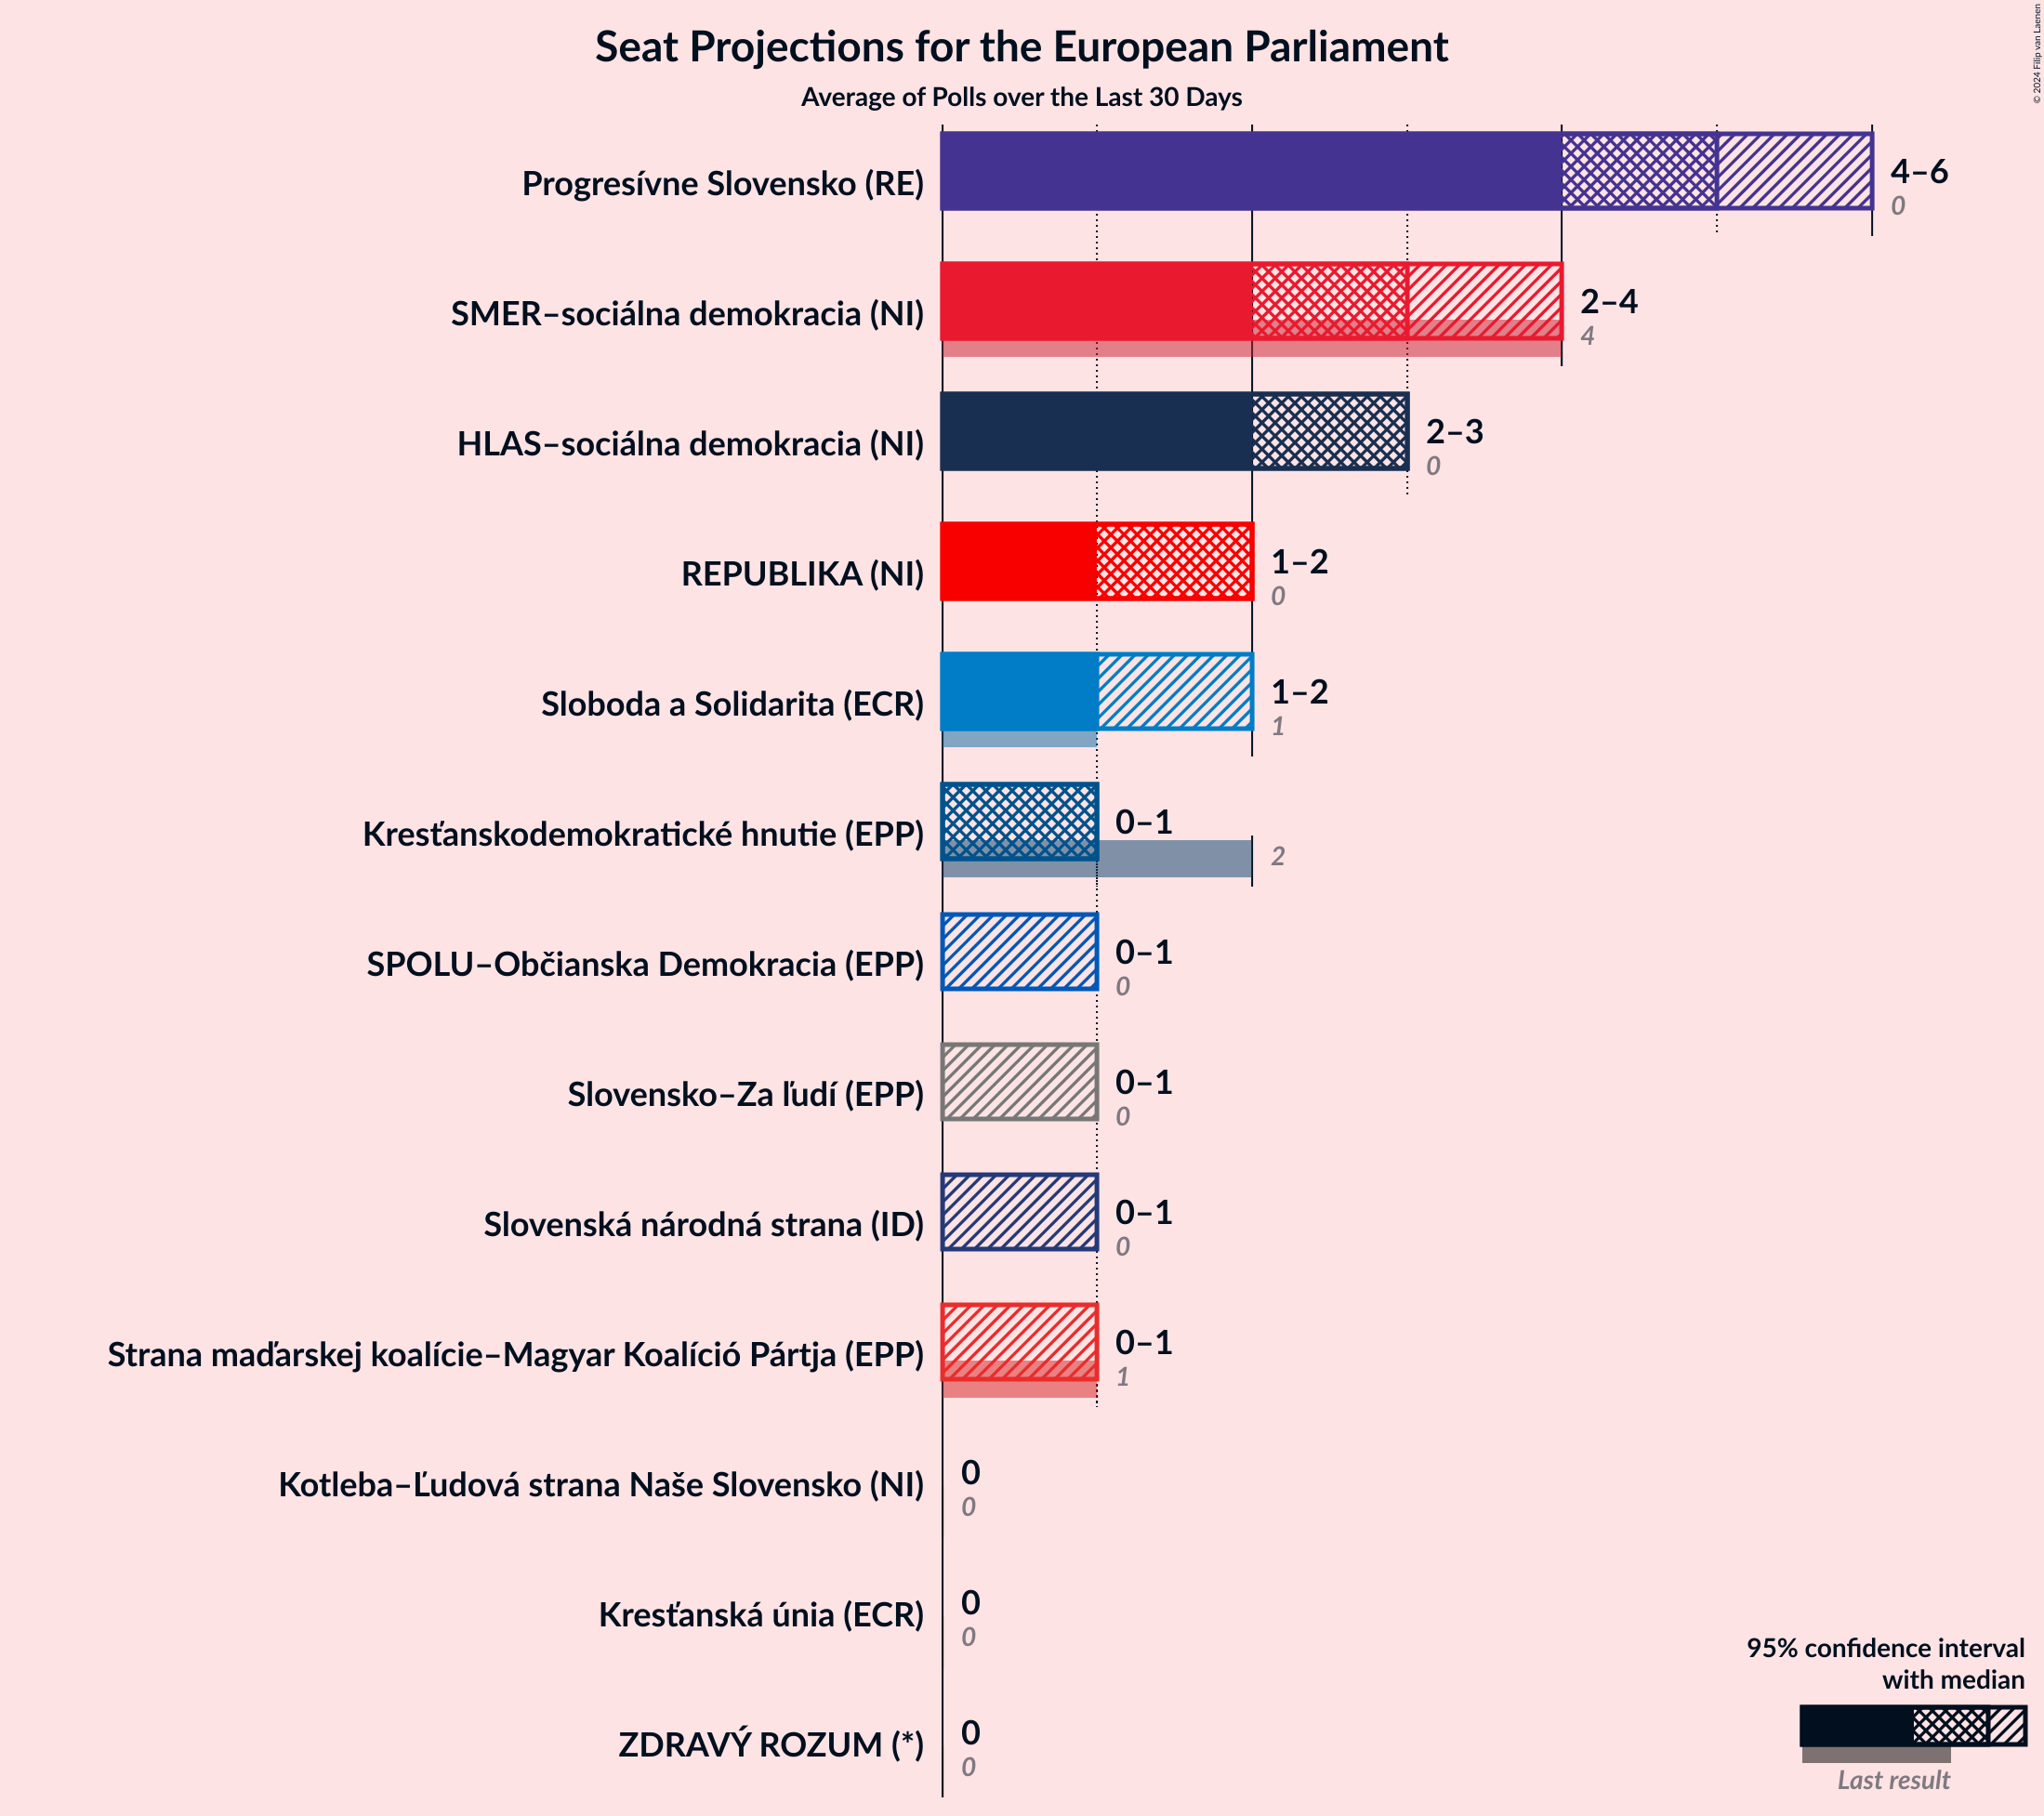 Seat Projections for the European Parliament
Average of Polls over the Last 30 Days
© 2024 Filip van Laenen
Progresívne Slovensko (RE)
4–6
0
SMER–sociálna demokracia (NI)
2–4
4
HLAS–sociálna demokracia (NI)
2–3
0
REPUBLIKA (NI)
1–2
0
Sloboda a Solidarita (ECR)
1–2
1
Kresťanskodemokratické hnutie (EPP)
0–1
2
SPOLU–Občianska Demokracia (EPP)
0–1
0
Slovensko–Za ľudí (EPP)
0–1
0
Slovenská národná strana (ID)
0–1
0
Strana maďarskej koalície–Magyar Koalíció Pártja (EPP)
0–1
1
Kotleba–Ľudová strana Naše Slovensko (NI)
0
0
Kresťanská únia (ECR)
0
0
ZDRAVÝ ROZUM (*)
0
0
95% confidence interval
with median
Last result